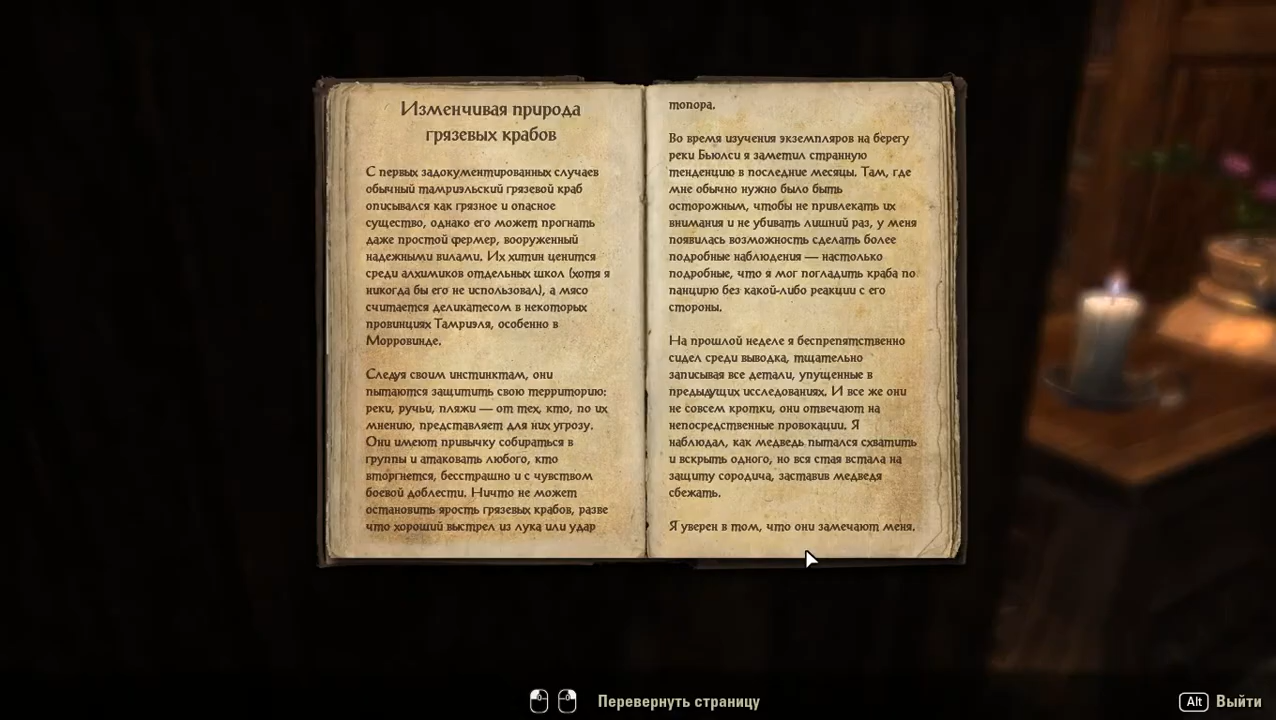 Изменчивая природа
грязевых крабов
С первых задокументированных случаев
обычный тамриэльский грязевой краб
описывался как грязное и опасное
существо, однако его может прогнать
даже простой фермер, вооруженный
надежными вилами. Их хитин ценится
среди алхимиков отдельных школ (хотя я
никогда бы его не использовал), а мясо
считается деликатесом в некоторых
провинциях Тамриэля, особенно в
Морровинде.
Следуя своим инстинктам, они
пытаются защитить свою территорию:
реки, ручьи, пляжи — от тех, кто, по их
мнению, представляет для них угрозу.
Они имеют привычку собираться в
группы и атаковать любого, кто
вторгнется, бесстрашно и с чувством
боевой доблести. Ничто не может
остановить ярость грязевых крабов, разве
что хороший выстрел из лука или удар
топора.
Во время изучения экземпляров на берегу
реки Бьюлси я заметил странную
тенденцию в последние месяцы. Там, где
мне обычно нужно было быть
осторожным, чтобы не привлекать их
внимания и не убивать лишний раз, у меня
появилась возможность сделать более
подробные наблюдения — настолько
подробные, что я мог погладить краба по
панцирю без какой-либо реакции с его
стороны.
На прошлой неделе я беспрепятственно
сидел среди выводка, тщательно
записывая все детали, упущенные в
предыдущих исследованиях. И все же они
не совсем кротки, они отвечают на
непосредственные провокации. Я
наблюдал, как медведь пытался схватить
и вскрыть одного, но вся стая встала на
защиту сородича, заставив медведя
сбежать.
Я уверен в том, что они замечают меня.
Перевернуть страницу
Alt Выйти